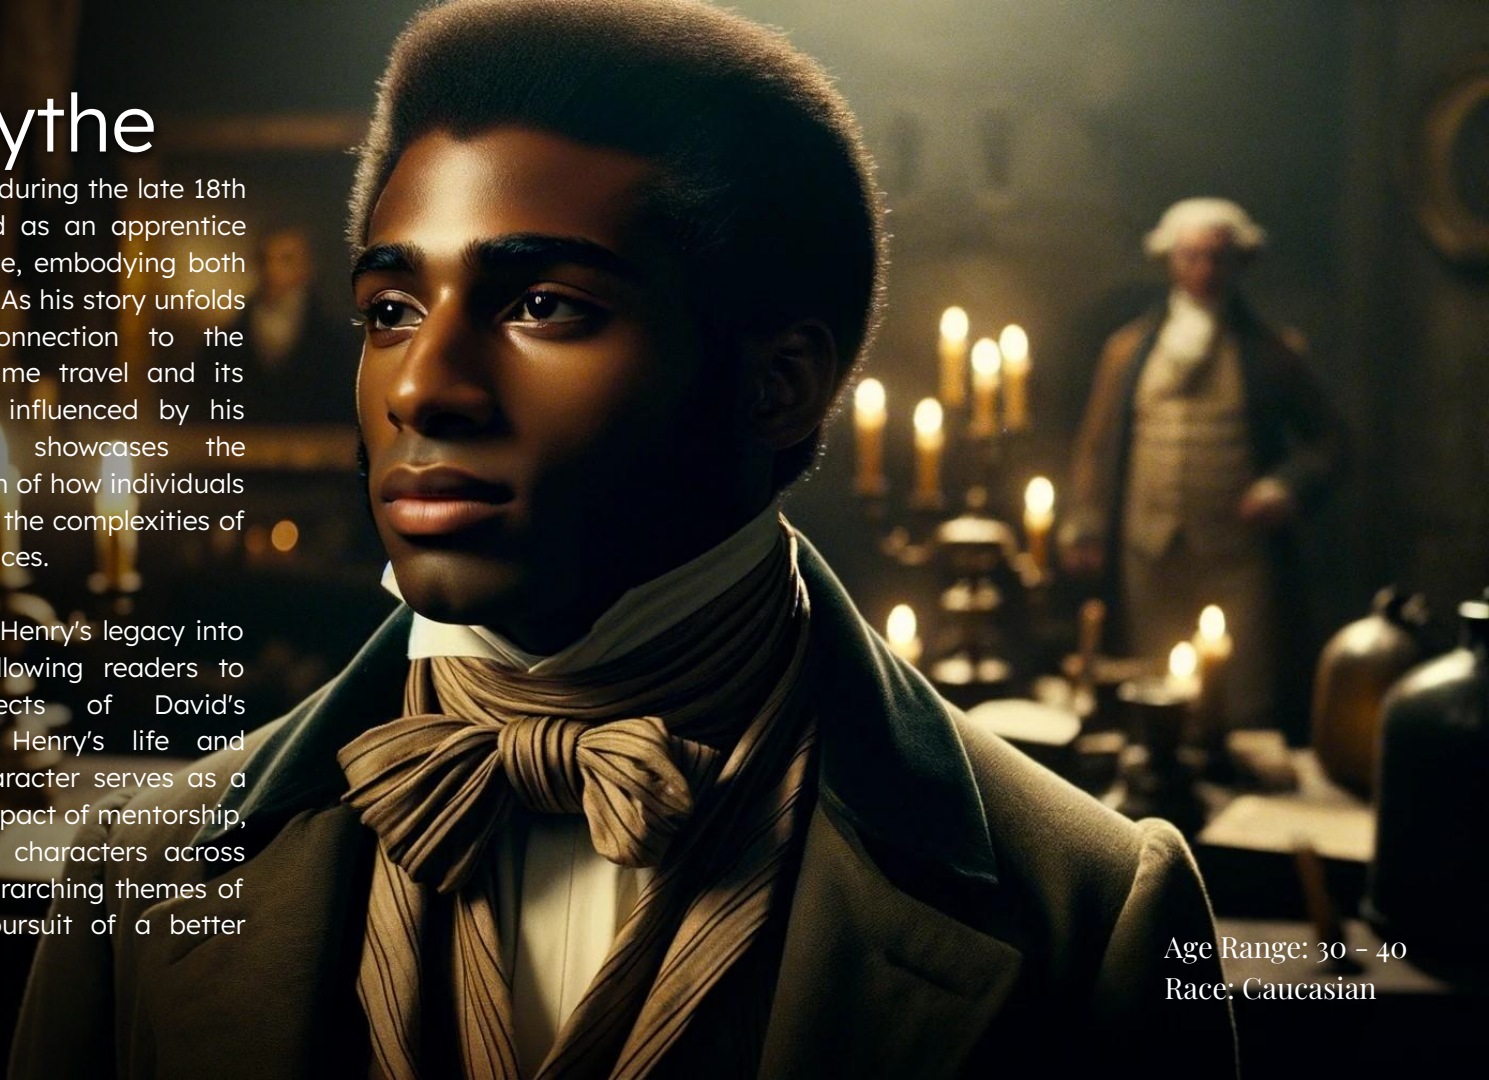 ythe
during the late 18th
d as an apprentice
e, embodying both
As his story unfolds
onnection to the
me travel and its
influenced by his
showcases the
n of how individuals
the complexities of
ces.
Henry's legacy into
llowing readers to
ects of David's
Henry's life and
aracter serves as a
pact of mentorship,
characters across
rarching themes of
ursuit of a better
Age Range: 30 - 40
Race: Caucasian